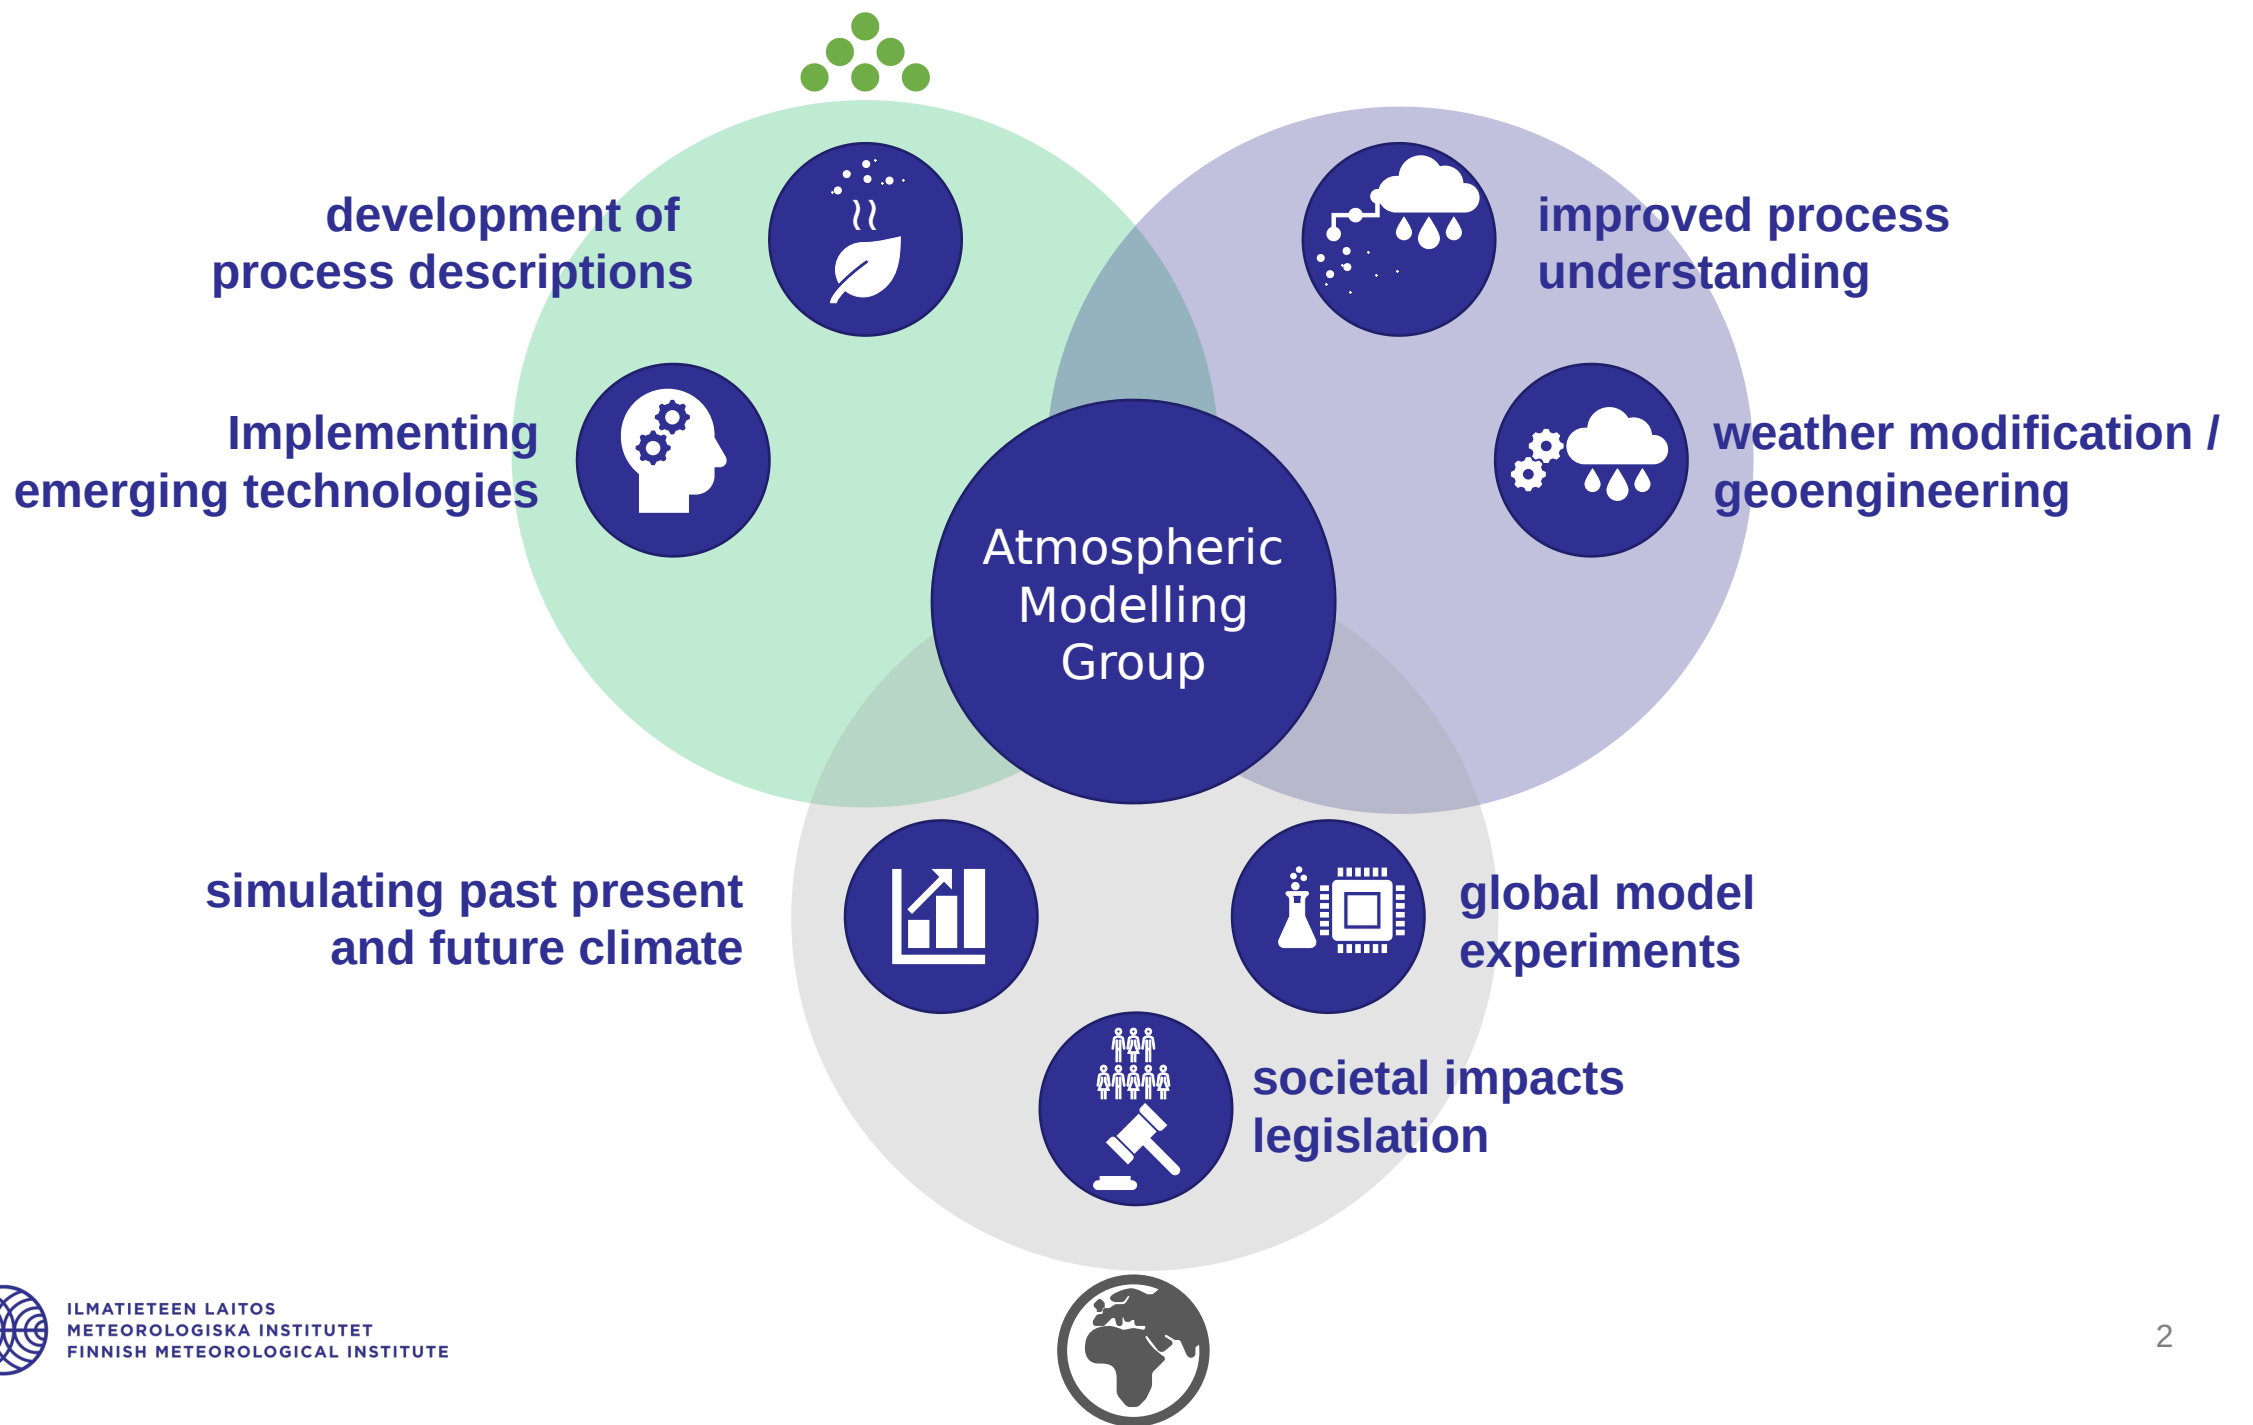 development of
process descriptions
improved process
understanding
Implementing
emerging technologies
weather modification /
geoengineering
Atmospheric
Modelling
Group
simulating past present
and future climate
global model
experiments
societal impacts
legislation
ILMATIETEEN LAITOS
METEOROLOGISKA INSTITUTET
FINNISH METEOROLOGICAL INSTITUTE
2